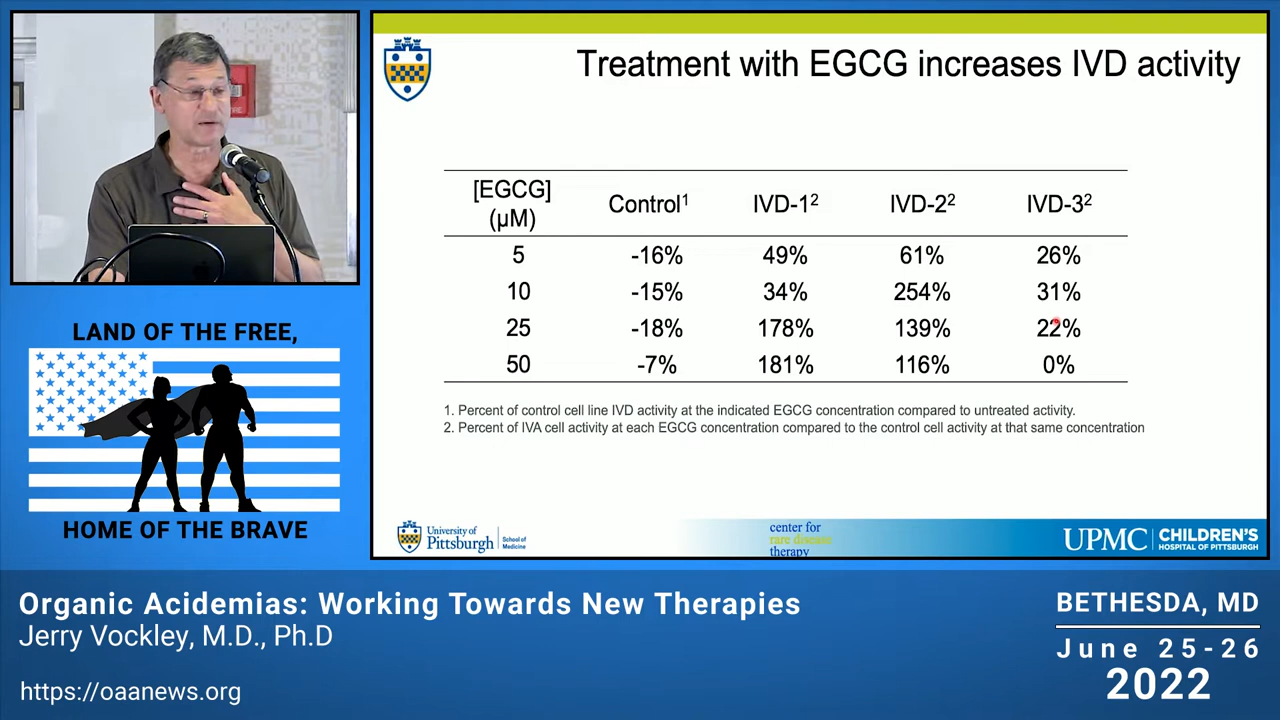 Treatment with EGCG increases IVD activity
[EGCG] (µM) Control¹ IVD-1² IVD-2² IVD-3²
5 -16% 49% 61% 26%
10 -15% 34% 254% 31%
25 -18% 178% 139% 22%
50 -7% 181% 116% 0%
1. Percent of control cell line IVD activity at the indicated EGCG concentration compared to untreated activity.
2. Percent of IVA cell activity at each EGCG concentration compared to the control cell activity at that same concentration
University of Pittsburgh
School of Medicine
center for
rare disease
therapy
UPMC CHILDREN'S
HOSPITAL OF PITTSBURGH
FIRE
LAND OF THE FREE,
HOME OF THE BRAVE
Organic Acidemias: Working Towards New Therapies
Jerry Vockley, M.D., Ph.D
https://oaanews.org
BETHESDA, MD
June 25-26
2022